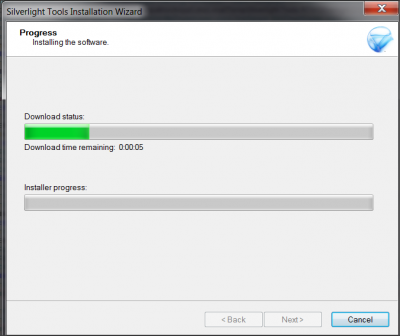 Silverlight Tools Installation Wizard
Progress
Installing the software.
Download status:
Download time remaining: 0:00:05
Installer progress:
< Back
Next >
Cancel